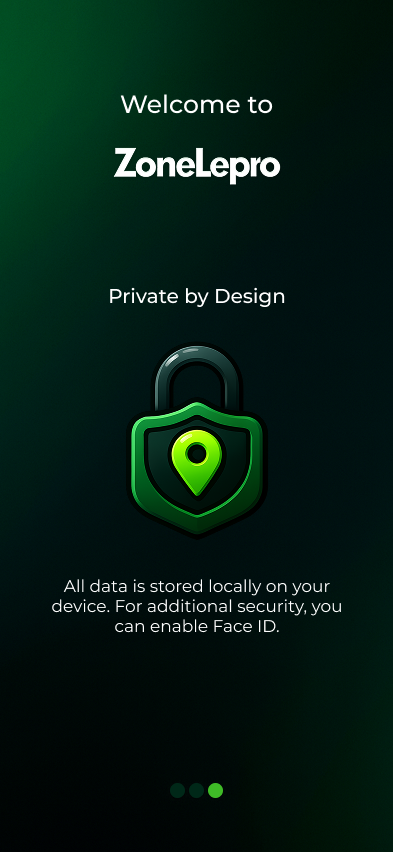 Welcome to
ZoneLepro
Private by Design
All data is stored locally on your
device. For additional security, you
can enable Face ID.